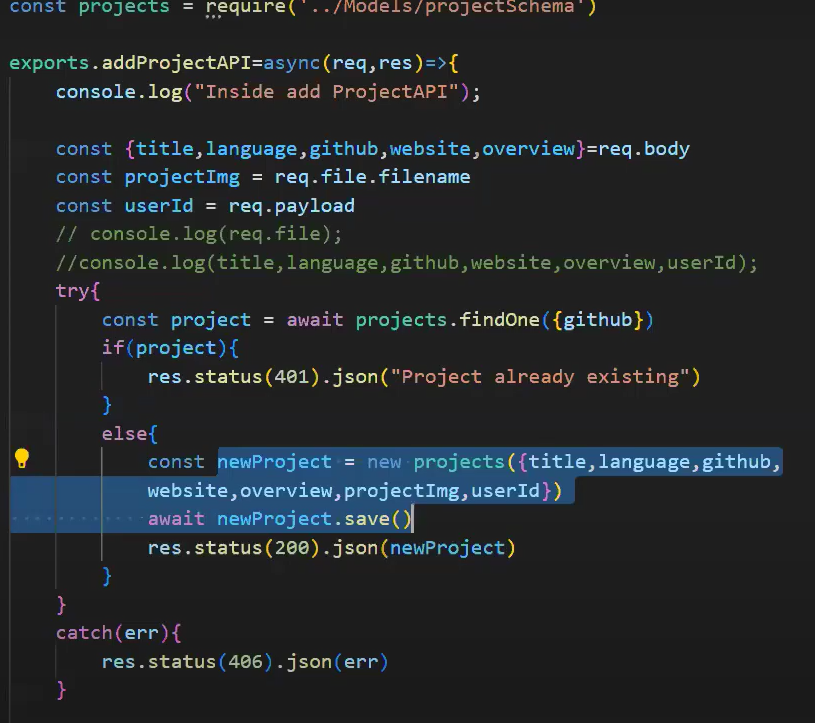 const projects = require('../Models/projectSchema')
exports.addProjectAPI=async(req,res)=>{
console.log("Inside add ProjectAPI");
const {title,language,github,website,overview}=req.body
const projectImg = req.file.filename
const userId = req.payload
// console.log(req.file);
//console.log(title,language,github,website,overview,userId);
try{
const project = await projects.findOne({github})
if(project){
res.status(401).json("Project already existing")
}
else{
const newProject = new projects({title,language,github,
website,overview,projectImg,userId})
await newProject.save()
res.status(200).json(newProject)
}
}
catch(err){
res.status(406).json(err)
}